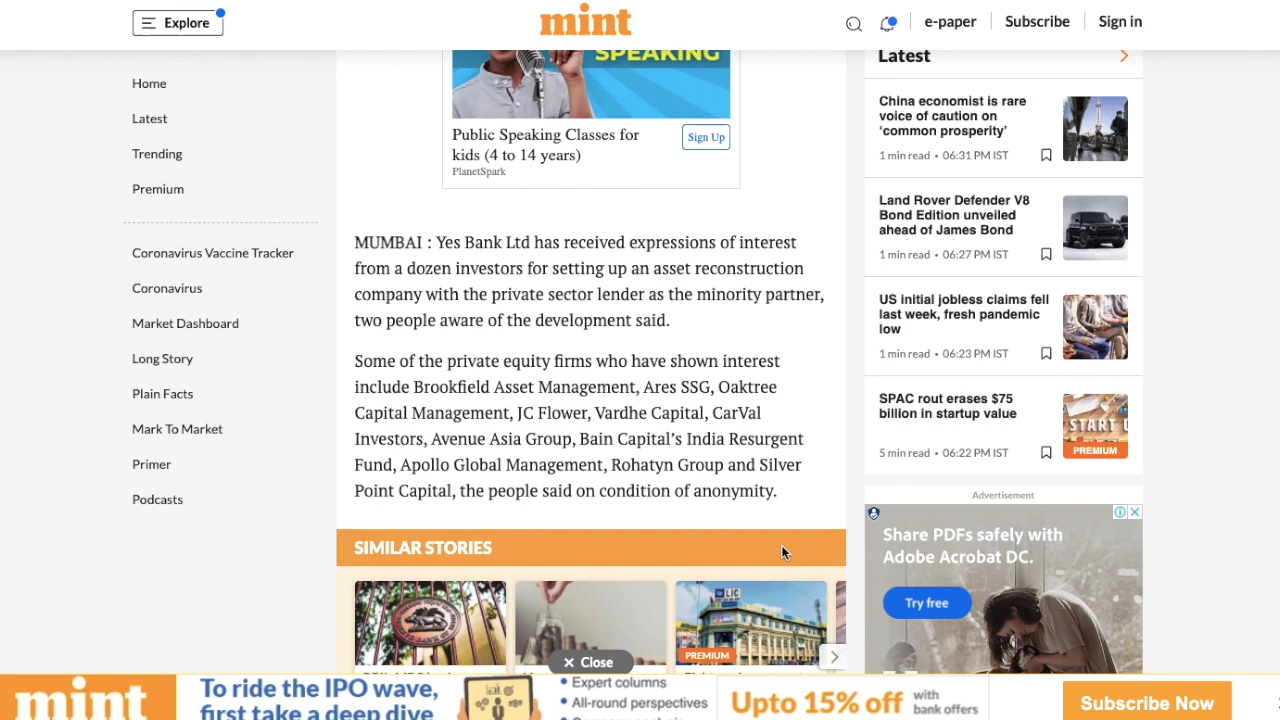 Explore
mint
e-paper
Subscribe
Sign in
Home
Latest
Trending
Premium
Coronavirus Vaccine Tracker
Coronavirus
Market Dashboard
Long Story
Plain Facts
Mark To Market
Primer
Podcasts
SPEAKING
Public Speaking Classes for
kids (4 to 14 years)
PlanetSpark
Sign Up
MUMBAI : Yes Bank Ltd has received expressions of interest
from a dozen investors for setting up an asset reconstruction
company with the private sector lender as the minority partner,
two people aware of the development said.
Some of the private equity firms who have shown interest
include Brookfield Asset Management, Ares SSG, Oaktree
Capital Management, JC Flower, Vardhe Capital, CarVal
Investors, Avenue Asia Group, Bain Capital’s India Resurgent
Fund, Apollo Global Management, Rohatyn Group and Silver
Point Capital, the people said on condition of anonymity.
SIMILAR STORIES
LIC
PREMIUM
Close
Latest
China economist is rare
voice of caution on
‘common prosperity’
1 min read • 06:31 PM IST
Land Rover Defender V8
Bond Edition unveiled
ahead of James Bond
1 min read • 06:27 PM IST
US initial jobless claims fell
last week, fresh pandemic
low
1 min read • 06:23 PM IST
SPAC rout erases $75
billion in startup value
5 min read • 06:22 PM IST
START U
PREMIUM
Advertisement
Share PDFs safely with
Adobe Acrobat DC.
Try free
mint
To ride the IPO wave,
first take a deep dive
• Expert columns
• All-round perspectives
Upto 15% off
with
bank offers
Subscribe Now